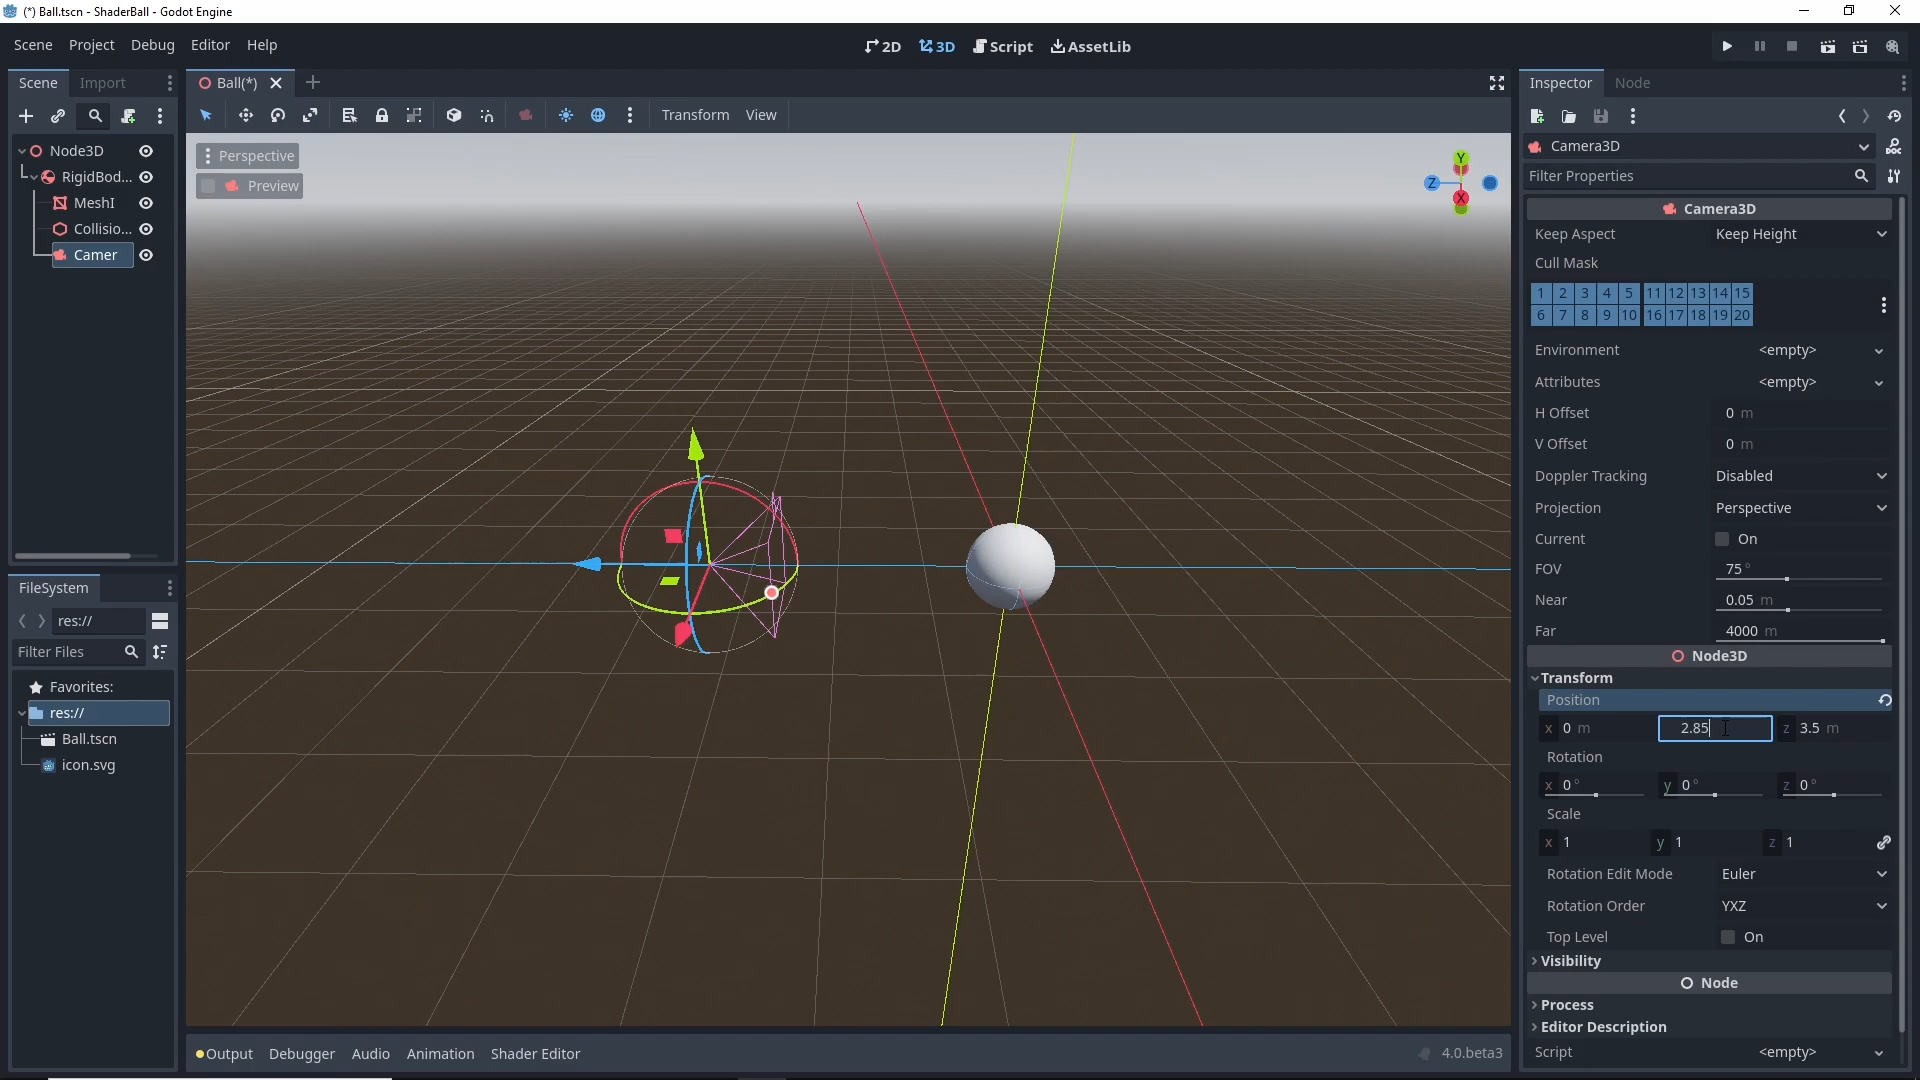 (*) Ball.tscn - ShaderBall - Godot Engine
Scene Project Debug Editor Help
2D 3D Script AssetLib
Scene Import
Ball(*)
Inspector Node
Transform View
Camera3D
Filter Properties
Node3D
RigidBod...
MeshI
Collisio...
Camer
Perspective
Preview
Y
Z
X
Camera3D
Keep Aspect Keep Height
Cull Mask
1 2 3 4 5 11 12 13 14 15
6 7 8 9 10 16 17 18 19 20
Environment <empty>
Attributes <empty>
H Offset 0 m
V Offset 0 m
Doppler Tracking Disabled
Projection Perspective
Current On
FOV 75 °
Near 0.05 m
Far 4000 m
Node3D
Transform
Position
x 0 m 2.85 z 3.5 m
Rotation
x 0 ° y 0 ° z 0 °
Scale
x 1 y 1 z 1
Rotation Edit Mode Euler
Rotation Order YXZ
Top Level On
Visibility
Node
Process
Editor Description
Script <empty>
FileSystem
res://
Filter Files
Favorites:
res://
Ball.tscn
icon.svg
Output Debugger Audio Animation Shader Editor
4.0.beta3